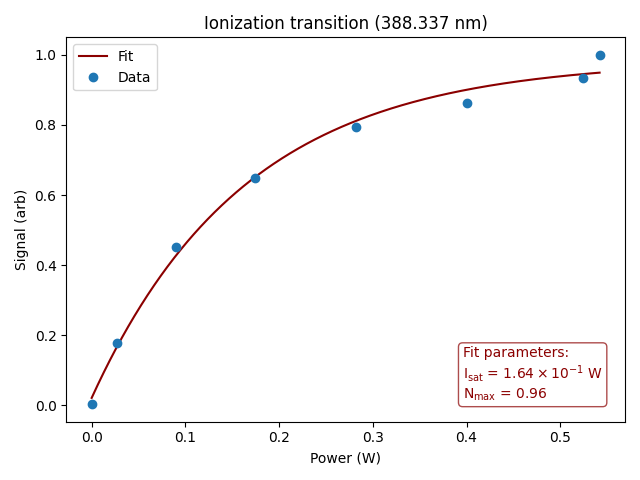 Ionization transition (388.337 nm)
Fit
Data
Signal (arb)
1.0
0.8
0.6
0.4
0.2
0.0
Fit parameters:
I_sat = 1.64 × 10⁻¹ W
N_max = 0.96
0.0 0.1 0.2 0.3 0.4 0.5
Power (W)